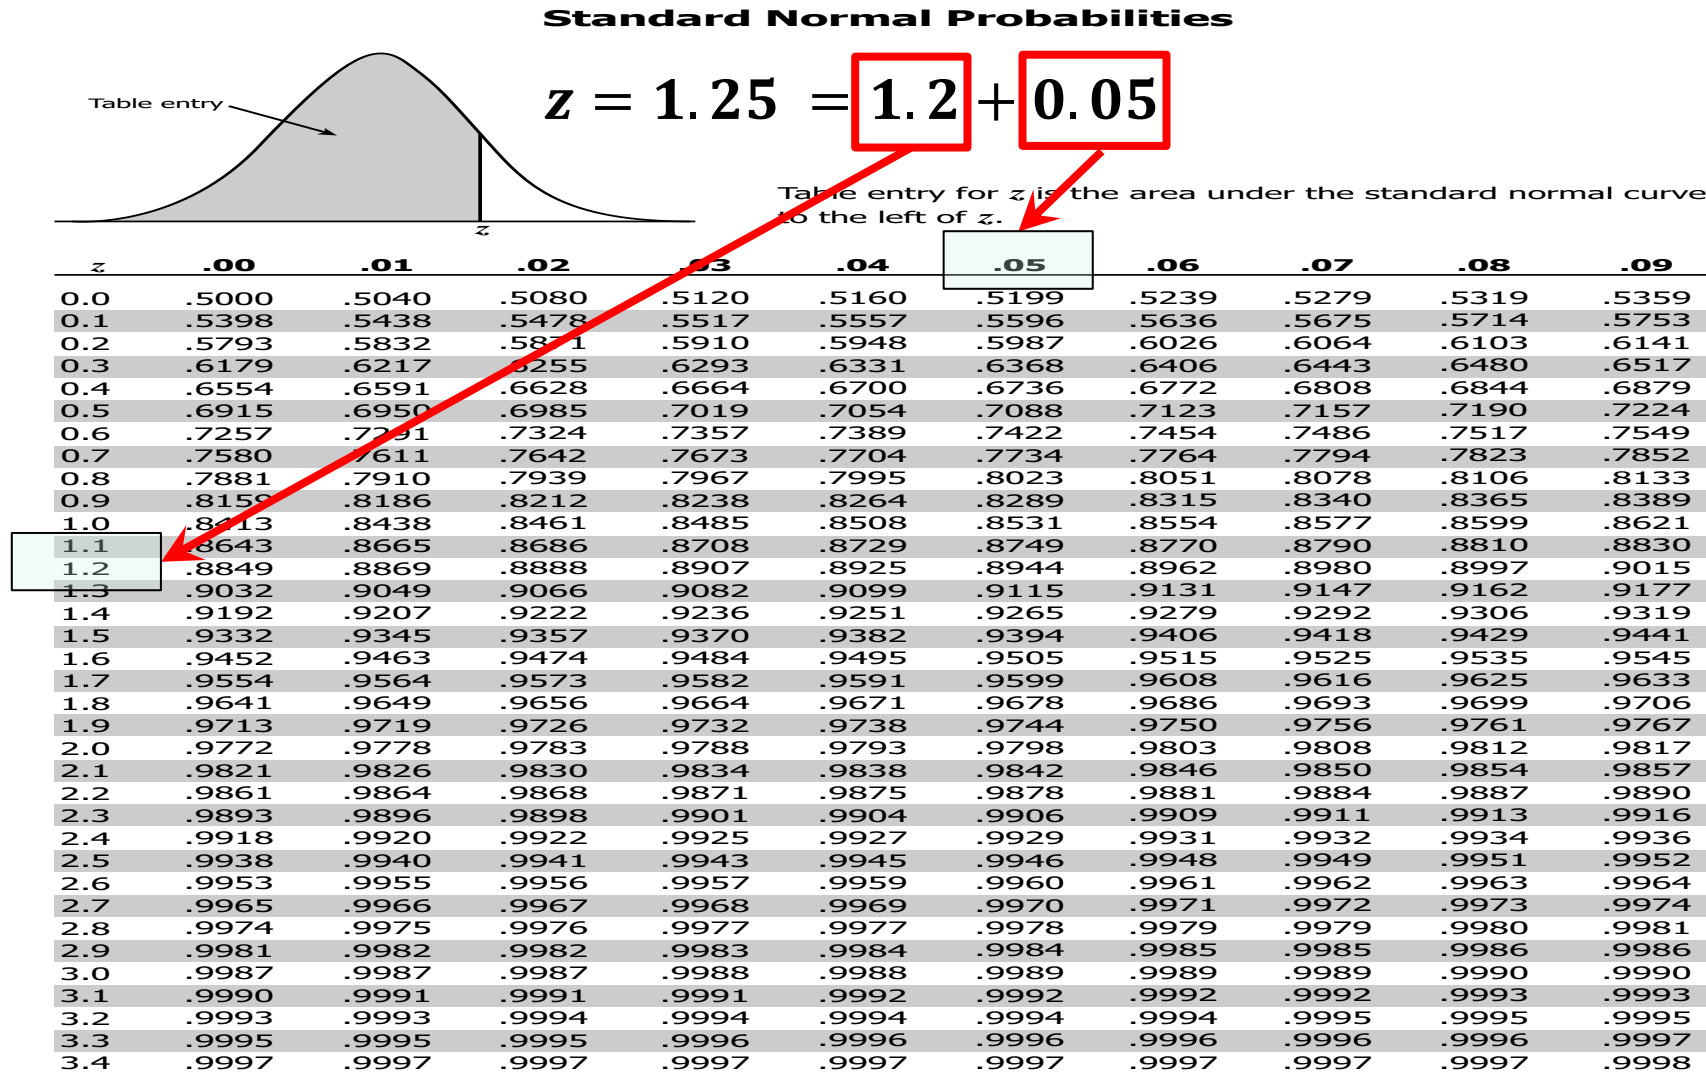 Standard Normal Probabilities
z = 1.25 = 1.2 + 0.05
Table entry
Table entry for z is the area under the standard normal curve
to the left of z.
z
z .00 .01 .02 .03 .04 .05 .06 .07 .08 .09
0.0 .5000 .5040 .5080 .5120 .5160 .5199 .5239 .5279 .5319 .5359
0.1 .5398 .5438 .5478 .5517 .5557 .5596 .5636 .5675 .5714 .5753
0.2 .5793 .5832 .5871 .5910 .5948 .5987 .6026 .6064 .6103 .6141
0.3 .6179 .6217 .6255 .6293 .6331 .6368 .6406 .6443 .6480 .6517
0.4 .6554 .6591 .6628 .6664 .6700 .6736 .6772 .6808 .6844 .6879
0.5 .6915 .6950 .6985 .7019 .7054 .7088 .7123 .7157 .7190 .7224
0.6 .7257 .7291 .7324 .7357 .7389 .7422 .7454 .7486 .7517 .7549
0.7 .7580 .7611 .7642 .7673 .7704 .7734 .7764 .7794 .7823 .7852
0.8 .7881 .7910 .7939 .7967 .7995 .8023 .8051 .8078 .8106 .8133
0.9 .8159 .8186 .8212 .8238 .8264 .8289 .8315 .8340 .8365 .8389
1.0 .8413 .8438 .8461 .8485 .8508 .8531 .8554 .8577 .8599 .8621
1.1 .8643 .8665 .8686 .8708 .8729 .8749 .8770 .8790 .8810 .8830
1.2 .8849 .8869 .8888 .8907 .8925 .8944 .8962 .8980 .8997 .9015
1.3 .9032 .9049 .9066 .9082 .9099 .9115 .9131 .9147 .9162 .9177
1.4 .9192 .9207 .9222 .9236 .9251 .9265 .9279 .9292 .9306 .9319
1.5 .9332 .9345 .9357 .9370 .9382 .9394 .9406 .9418 .9429 .9441
1.6 .9452 .9463 .9474 .9484 .9495 .9505 .9515 .9525 .9535 .9545
1.7 .9554 .9564 .9573 .9582 .9591 .9599 .9608 .9616 .9625 .9633
1.8 .9641 .9649 .9656 .9664 .9671 .9678 .9686 .9693 .9699 .9706
1.9 .9713 .9719 .9726 .9732 .9738 .9744 .9750 .9756 .9761 .9767
2.0 .9772 .9778 .9783 .9788 .9793 .9798 .9803 .9808 .9812 .9817
2.1 .9821 .9826 .9830 .9834 .9838 .9842 .9846 .9850 .9854 .9857
2.2 .9861 .9864 .9868 .9871 .9875 .9878 .9881 .9884 .9887 .9890
2.3 .9893 .9896 .9898 .9901 .9904 .9906 .9909 .9911 .9913 .9916
2.4 .9918 .9920 .9922 .9925 .9927 .9929 .9931 .9932 .9934 .9936
2.5 .9938 .9940 .9941 .9943 .9945 .9946 .9948 .9949 .9951 .9952
2.6 .9953 .9955 .9956 .9957 .9959 .9960 .9961 .9962 .9963 .9964
2.7 .9965 .9966 .9967 .9968 .9969 .9970 .9971 .9972 .9973 .9974
2.8 .9974 .9975 .9976 .9977 .9977 .9978 .9979 .9979 .9980 .9981
2.9 .9981 .9982 .9982 .9983 .9984 .9984 .9985 .9985 .9986 .9986
3.0 .9987 .9987 .9987 .9988 .9988 .9989 .9989 .9989 .9990 .9990
3.1 .9990 .9991 .9991 .9991 .9992 .9992 .9992 .9992 .9993 .9993
3.2 .9993 .9993 .9994 .9994 .9994 .9994 .9994 .9995 .9995 .9995
3.3 .9995 .9995 .9995 .9996 .9996 .9996 .9996 .9996 .9996 .9997
3.4 .9997 .9997 .9997 .9997 .9997 .9997 .9997 .9997 .9997 .9998